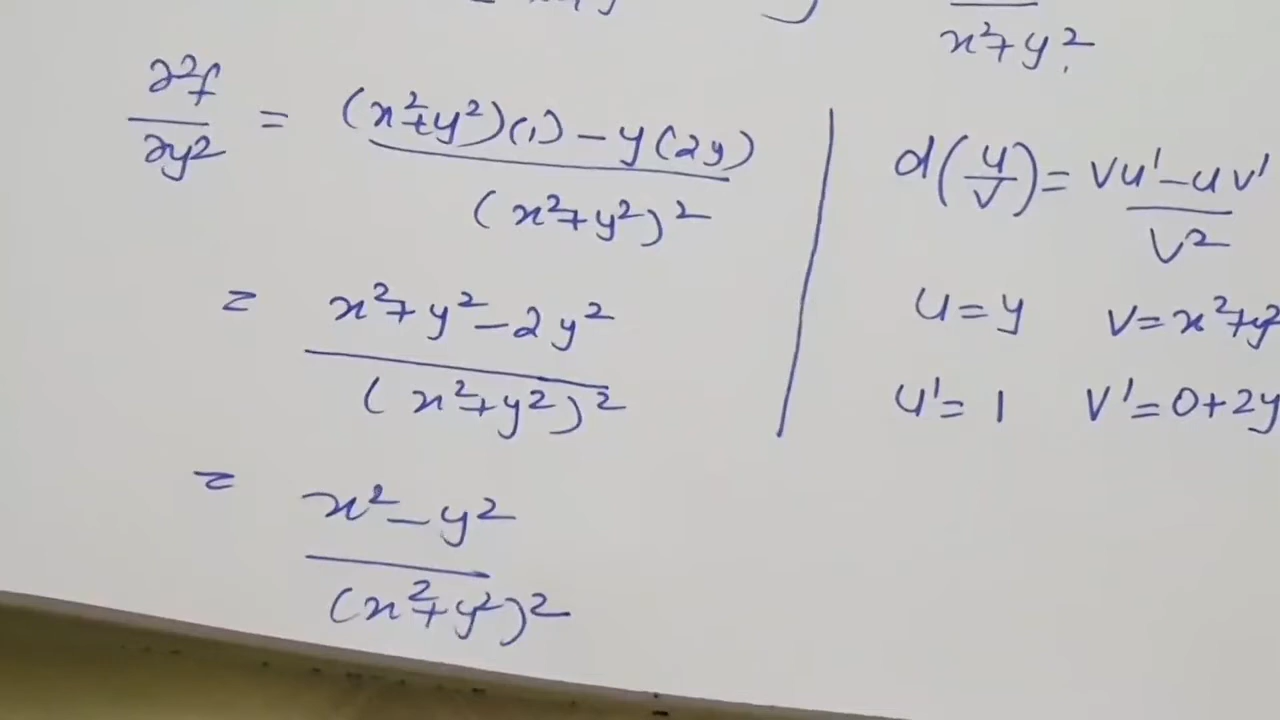 x²+y²
∂²f/∂y² = (x²+y²)(1) - y(2y) / (x²+y²)²
= x²+y²-2y² / (x²+y²)²
= x²-y² / (x²+y²)²
d(u/v) = vu'-uv' / v²
u=y v=x²+y²
u'=1 v'=0+2y